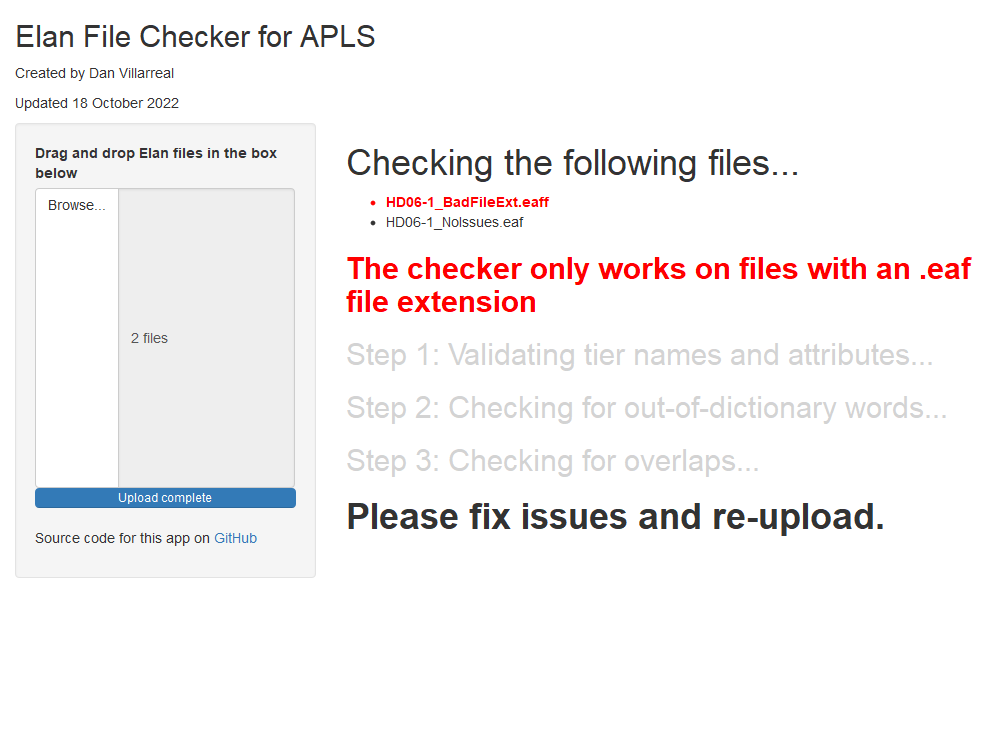 Elan File Checker for APLS
Created by Dan Villarreal
Updated 18 October 2022
Drag and drop Elan files in the box
below
Browse...
2 files
Upload complete
Source code for this app on GitHub
Checking the following files...
HD06-1_BadFileExt.eaff
HD06-1_NoIssues.eaf
The checker only works on files with an .eaf
file extension
Step 1: Validating tier names and attributes...
Step 2: Checking for out-of-dictionary words...
Step 3: Checking for overlaps...
Please fix issues and re-upload.